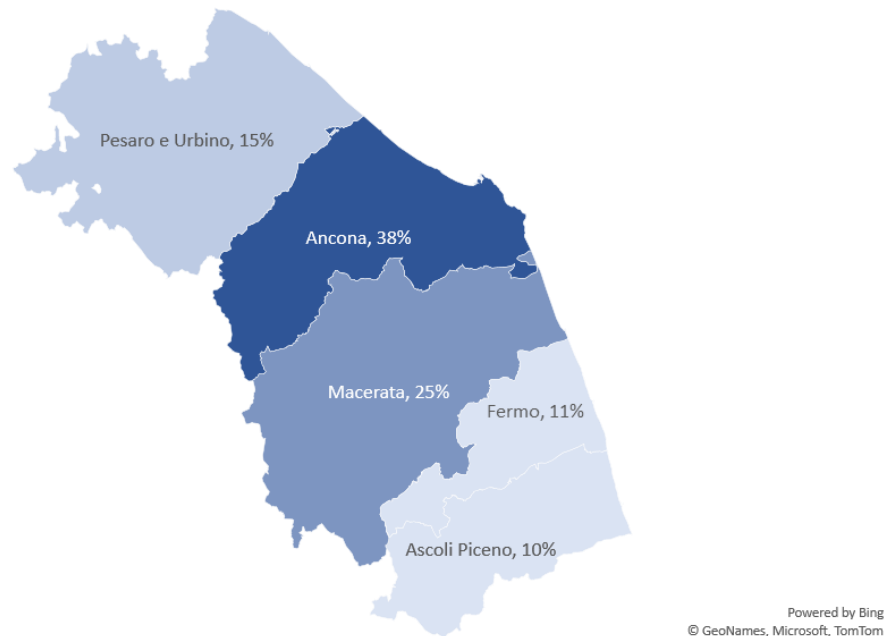 Pesaro e Urbino, 15%
Ancona, 38%
Macerata, 25%
Fermo, 11%
Ascoli Piceno, 10%
Powered by Bing
© GeoNames, Microsoft, TomTom